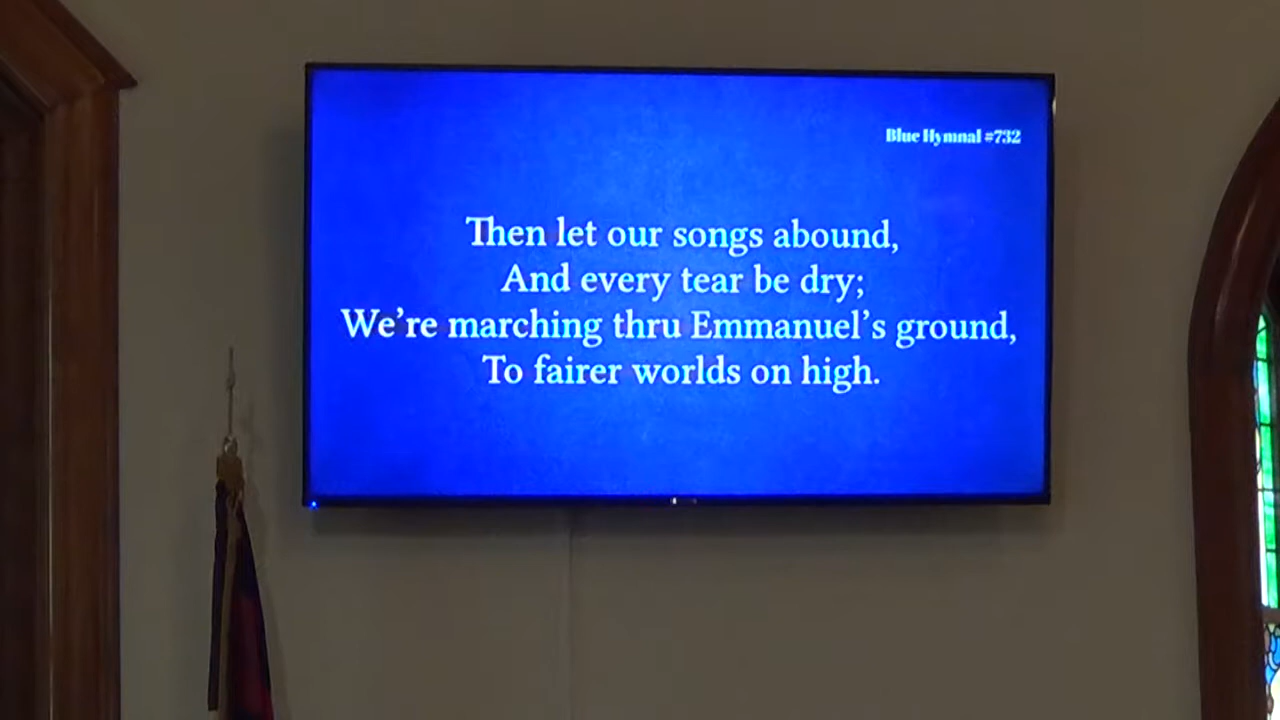 Blue Hymnal #732
Then let our songs abound,
And every tear be dry;
We're marching thru Emmanuel's ground,
To fairer worlds on high.